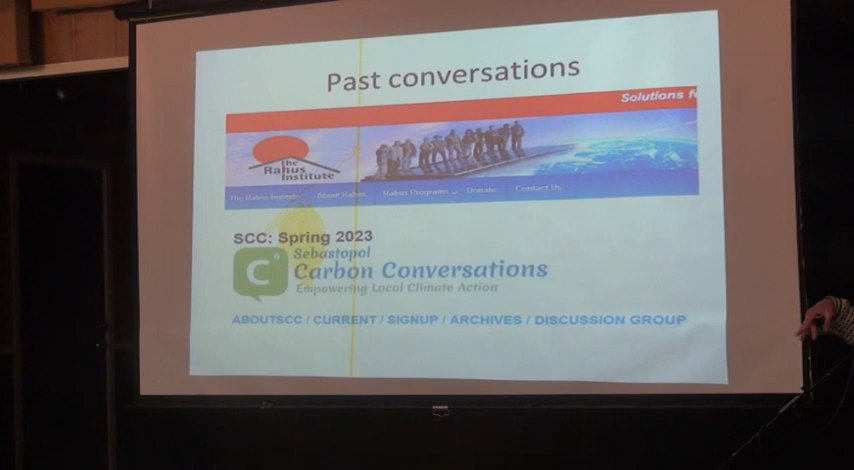 Past conversations
Solutions f
The
Rahus
Institute
The Rahus Institute
About Rahus
Rahus Programs
Donate
Contact Us
SCC: Spring 2023
C
Sebastopol
Carbon Conversations
Empowering Local Climate Action
ABOUTSCC / CURRENT / SIGNUP / ARCHIVES / DISCUSSION GROUP